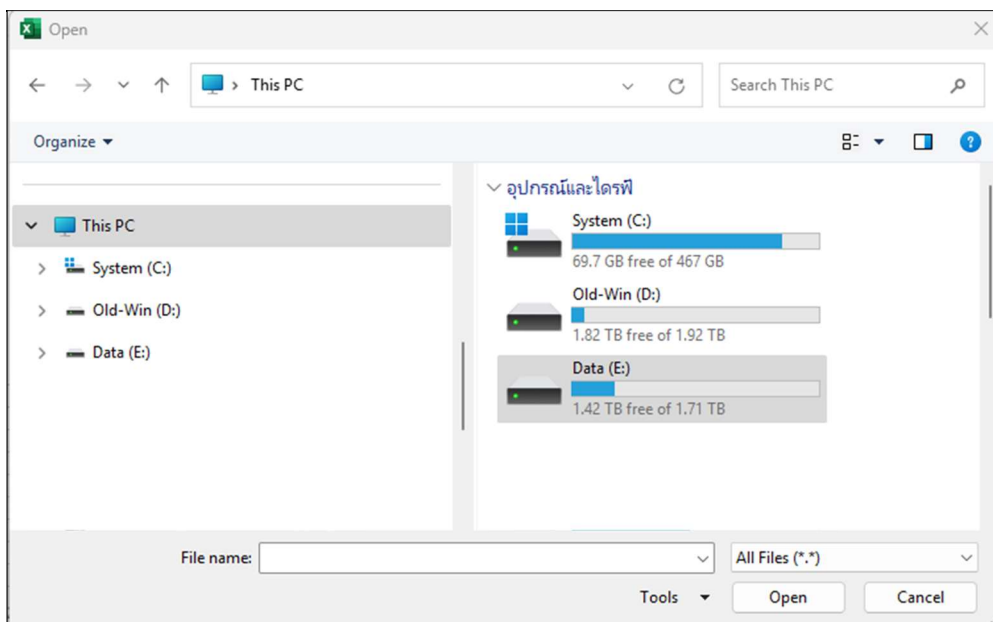 Open
This PC
Search This PC
Organize
อุปกรณ์และไดรฟ์
This PC
System (C:)
Old-Win (D:)
Data (E:)
System (C:)
69.7 GB free of 467 GB
Old-Win (D:)
1.82 TB free of 1.92 TB
Data (E:)
1.42 TB free of 1.71 TB
File name:
All Files (*.*)
Tools
Open
Cancel